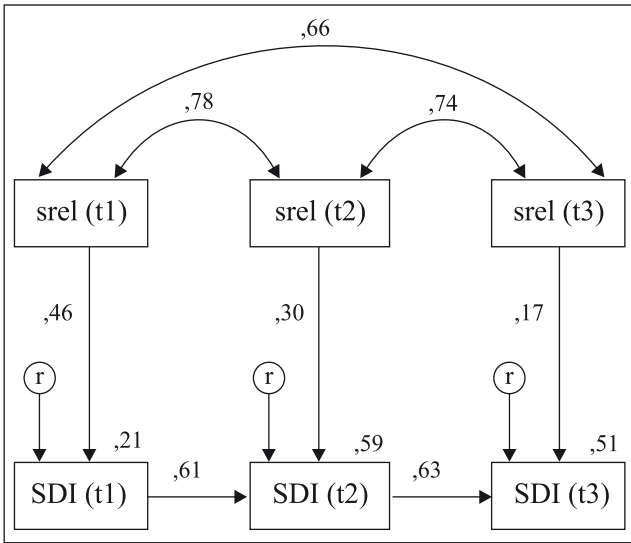 ,66
,78 ,74
srel (t1) srel (t2) srel (t3)
,46 ,30 ,17
r r r
,21 ,59 ,51
,61 ,63
SDI (t1) SDI (t2) SDI (t3)